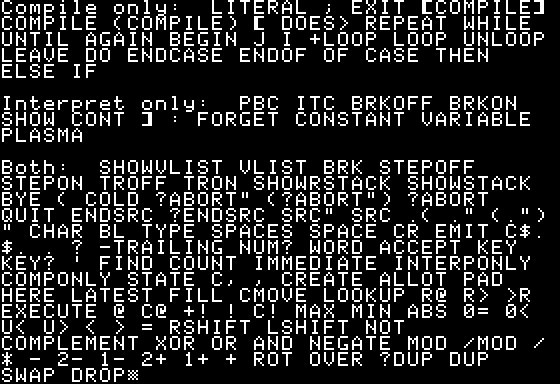 Compile only:  LITERAL ; EXIT [COMPILE]
COMPILE (COMPILE) [ DOES> REPEAT WHILE
UNTIL AGAIN BEGIN J I +LOOP LOOP UNLOOP
LEAVE DO ENDCASE ENDOF OF CASE THEN
ELSE IF
Interpret only:  PBC ITC BRKOFF BRKON
SHOW CONT ] : FORGET CONSTANT VARIABLE
PLASMA
Both:  SHOWVLIST VLIST BRK STEPOFF
STEPON TROFF TRON SHOWRSTACK SHOWSTACK
BYE ( COLD ?ABORT" (?ABORT") ?ABORT
QUIT ENDSRC ?ENDSRC SRC" SRC .( ." (.")
" CHAR BL TYPE SPACES SPACE CR EMIT C$.
$. . ? -TRAILING NUM? WORD ACCEPT KEY
KEY? ' FIND COUNT IMMEDIATE INTERPONLY
COMPONLY STATE C, , CREATE ALLOT PAD
HERE LATEST FILL CMOVE LOOKUP R@ R> >R
EXECUTE @ C@ +! ! C! MAX MIN ABS 0= 0<
U< U> < > = RSHIFT LSHIFT NOT
COMPLEMENT XOR OR AND NEGATE MOD /MOD /
* - 2- 1- 2+ 1+ + ROT OVER ?DUP DUP
SWAP DROP